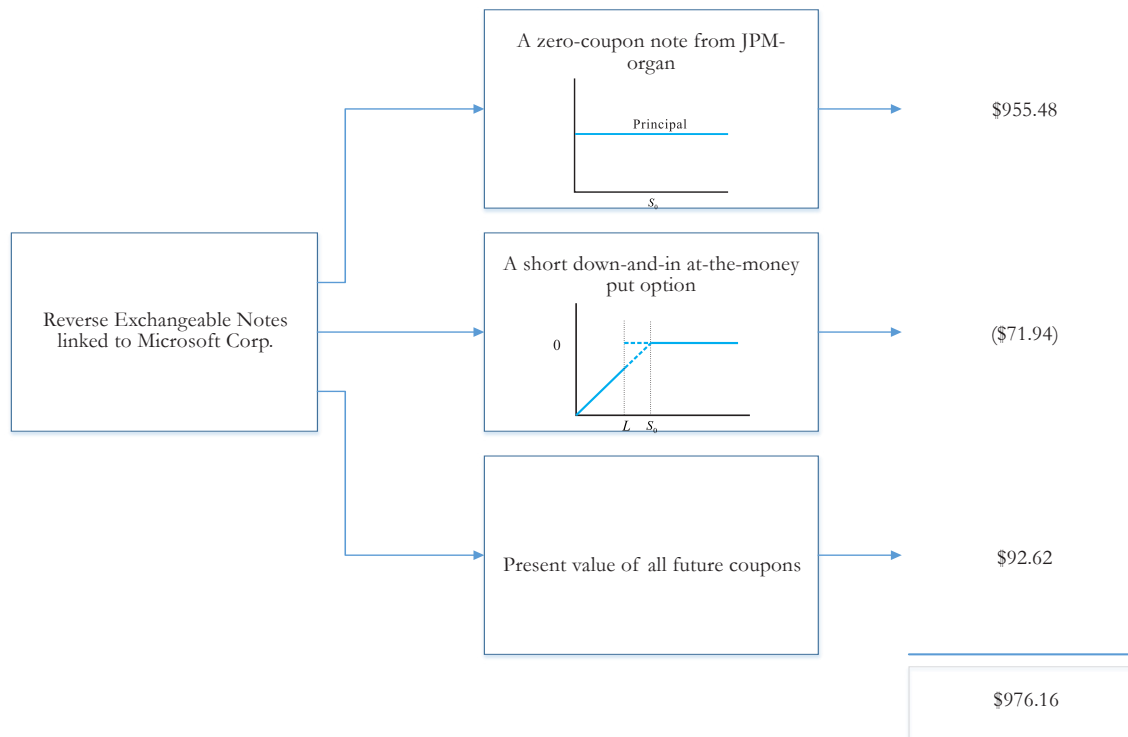 A zero-coupon note from JPM-
organ
Principal
S₀
$955.48
Reverse Exchangeable Notes
linked to Microsoft Corp.
A short down-and-in at-the-money
put option
0
L S₀
($71.94)
Present value of all future coupons
$92.62
$976.16